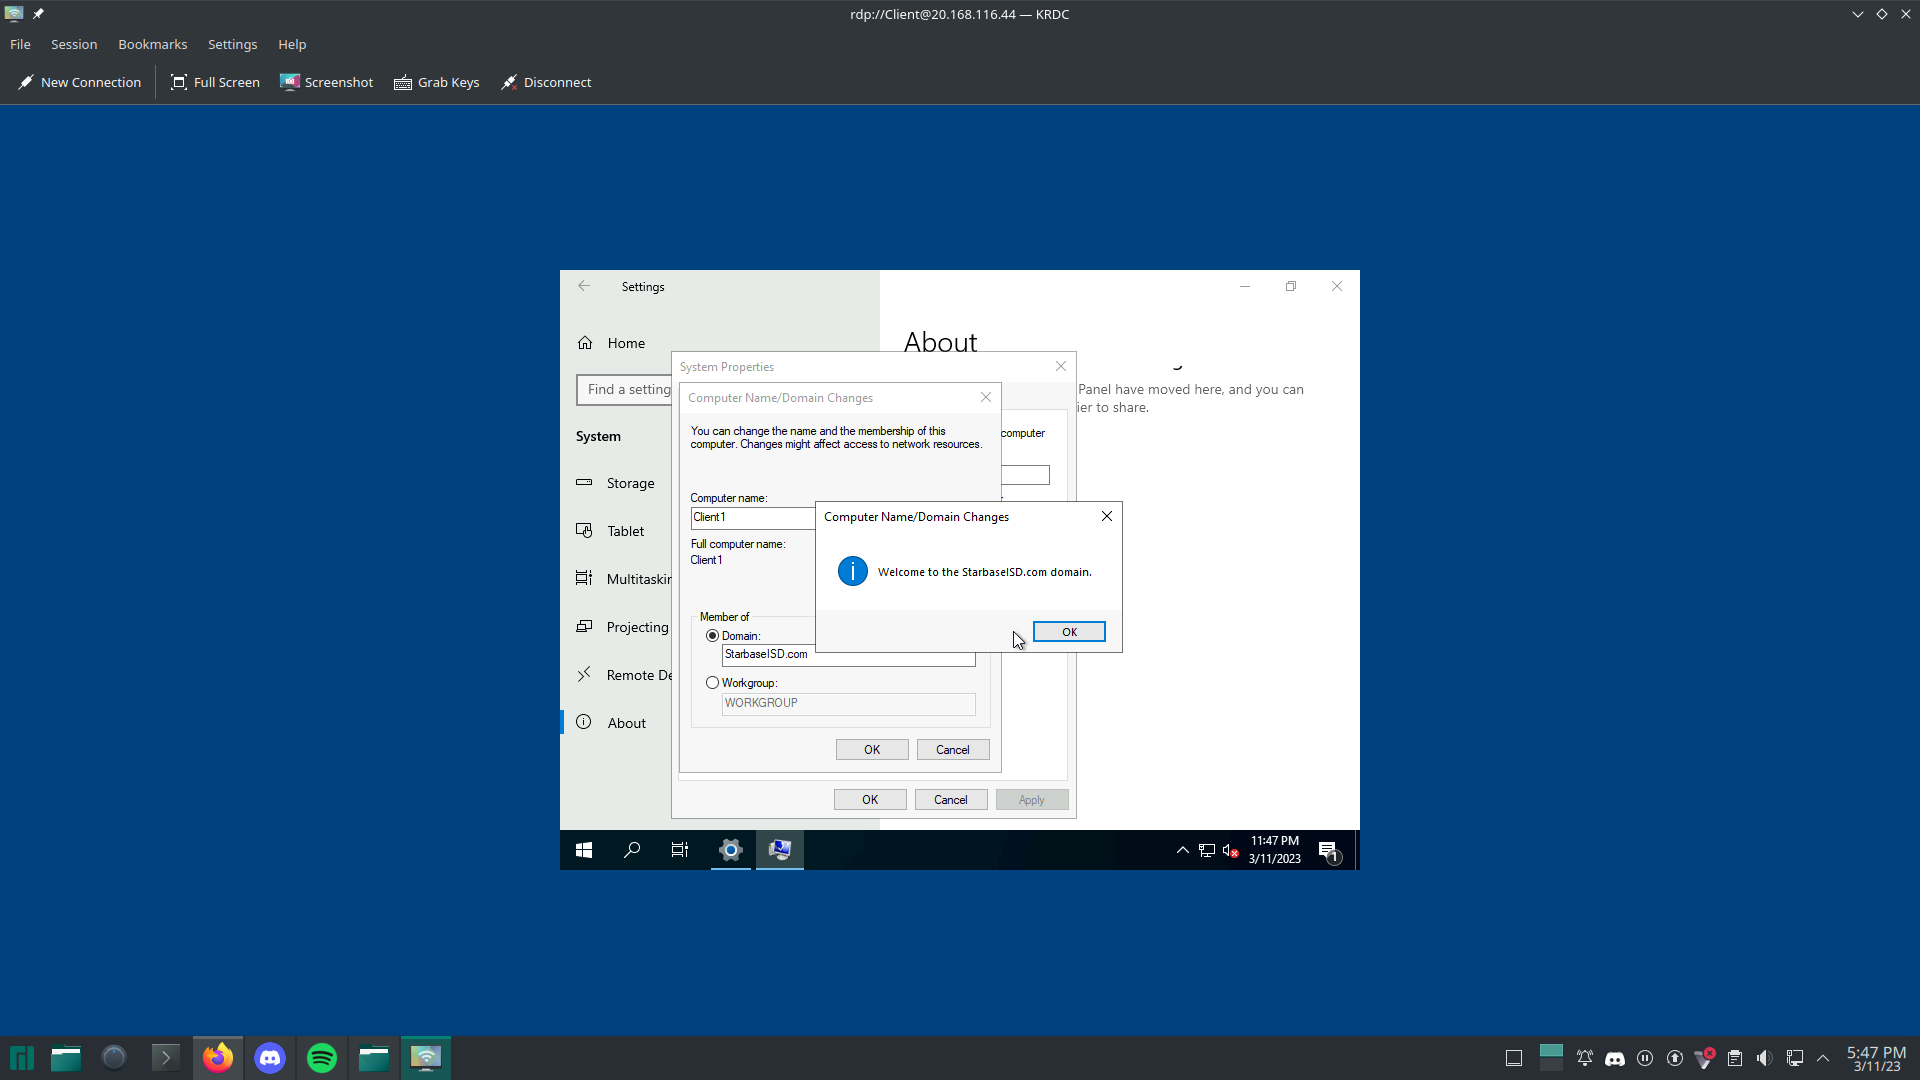 rdp://Client@20.168.116.44 — KRDC
File Session Bookmarks Settings Help
New Connection Full Screen Screenshot Grab Keys Disconnect
Settings
Home
Find a setting
System
Storage
Tablet
Multitaskin
Projecting
Remote De
About
About
Panel have moved here, and you can
ier to share.
System Properties
computer
Computer Name/Domain Changes
You can change the name and the membership of this
computer. Changes might affect access to network resources.
Computer name:
Client1
Full computer name:
Client1
Member of
Domain:
StarbaseISD.com
Workgroup:
WORKGROUP
OK Cancel
OK Cancel Apply
Computer Name/Domain Changes
Welcome to the StarbaseISD.com domain.
OK
11:47 PM
3/11/2023
1
5:47 PM
3/11/23